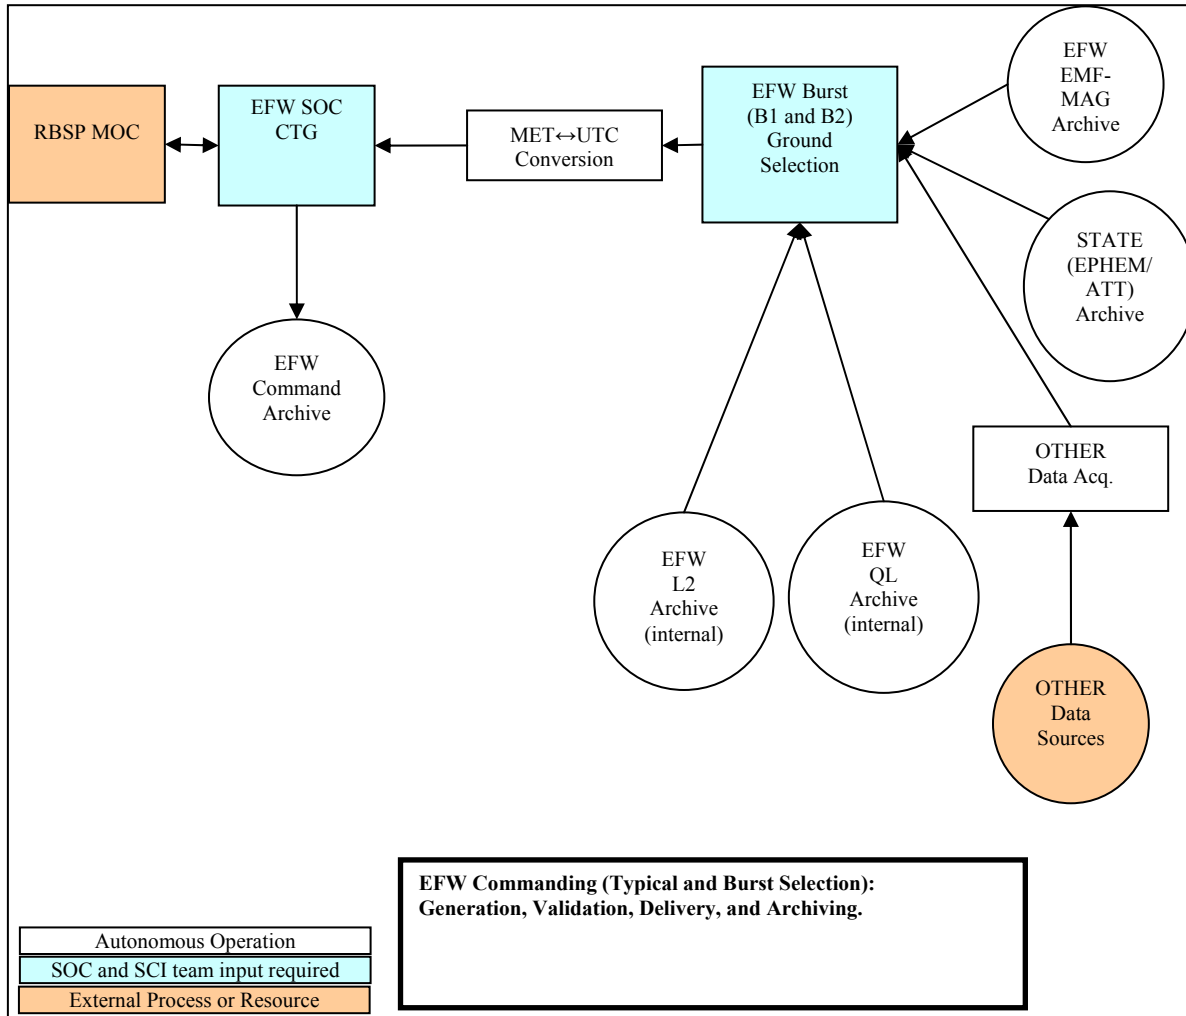 RBSP MOC
EFW SOC
CTG
MET↔UTC
Conversion
EFW Burst
(B1 and B2)
Ground
Selection
EFW
EMF-
MAG
Archive
STATE
(EPHEM/
ATT)
Archive
EFW
Command
Archive
OTHER
Data Acq.
EFW
L2
Archive
(internal)
EFW
QL
Archive
(internal)
OTHER
Data
Sources
EFW Commanding (Typical and Burst Selection):
Generation, Validation, Delivery, and Archiving.
Autonomous Operation
SOC and SCI team input required
External Process or Resource